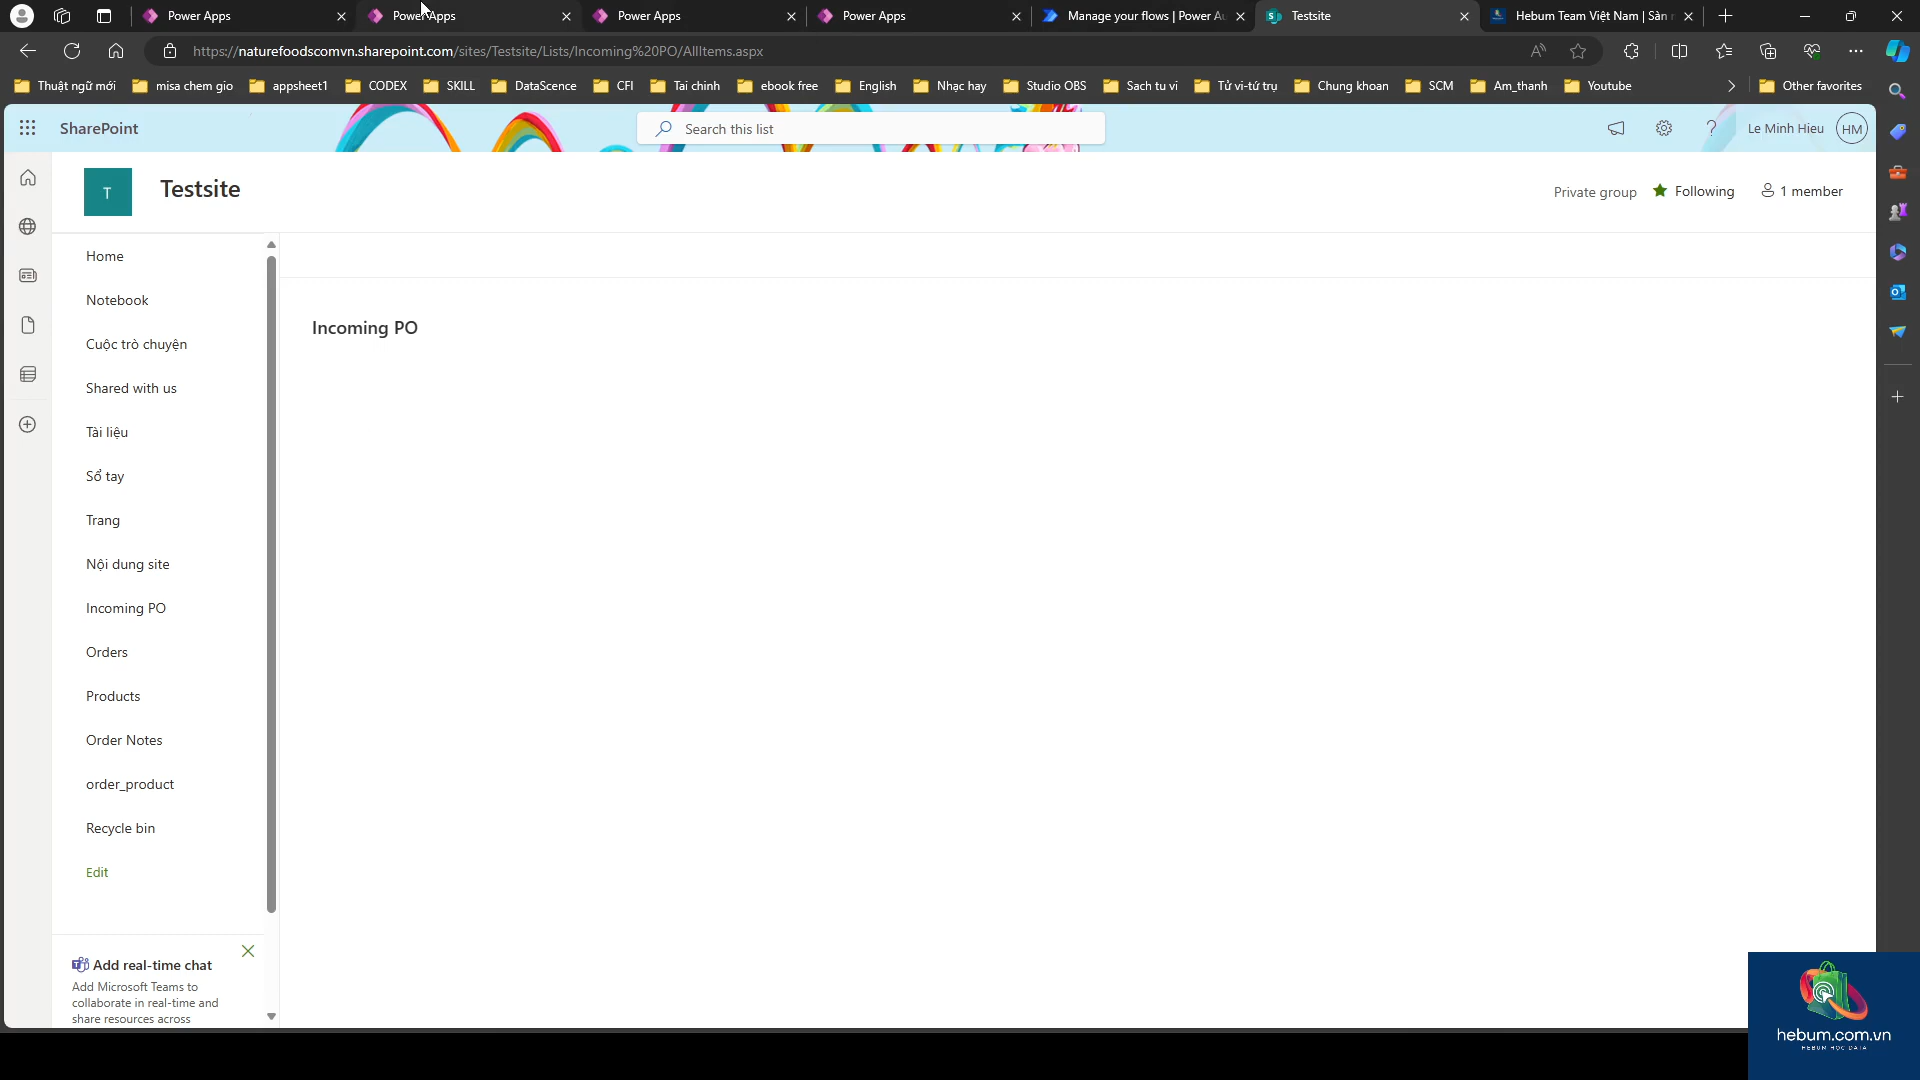 Power Apps
Power Apps
Power Apps
Power Apps
Manage your flows | Power Au
Testsite
Hebum Team Việt Nam | Sàn
https://naturefoodscomvn.sharepoint.com/sites/Testsite/Lists/Incoming%20PO/AllItems.aspx
Thuật ngữ mới
misa chem gio
appsheet1
CODEX
SKILL
DataScence
CFI
Tai chinh
ebook free
English
Nhạc hay
Studio OBS
Sach tu vi
Tử vi-tứ trụ
Chung khoan
SCM
Am_thanh
Youtube
Other favorites
SharePoint
Search this list
Le Minh Hieu
HM
T
Testsite
Private group
Following
1 member
Home
Notebook
Cuộc trò chuyện
Shared with us
Tài liệu
Sổ tay
Trang
Nội dung site
Incoming PO
Orders
Products
Order Notes
order_product
Recycle bin
Edit
Incoming PO
Add real-time chat
Add Microsoft Teams to
collaborate in real-time and
share resources across
hebum.com.vn
HEBUM HOC DATA